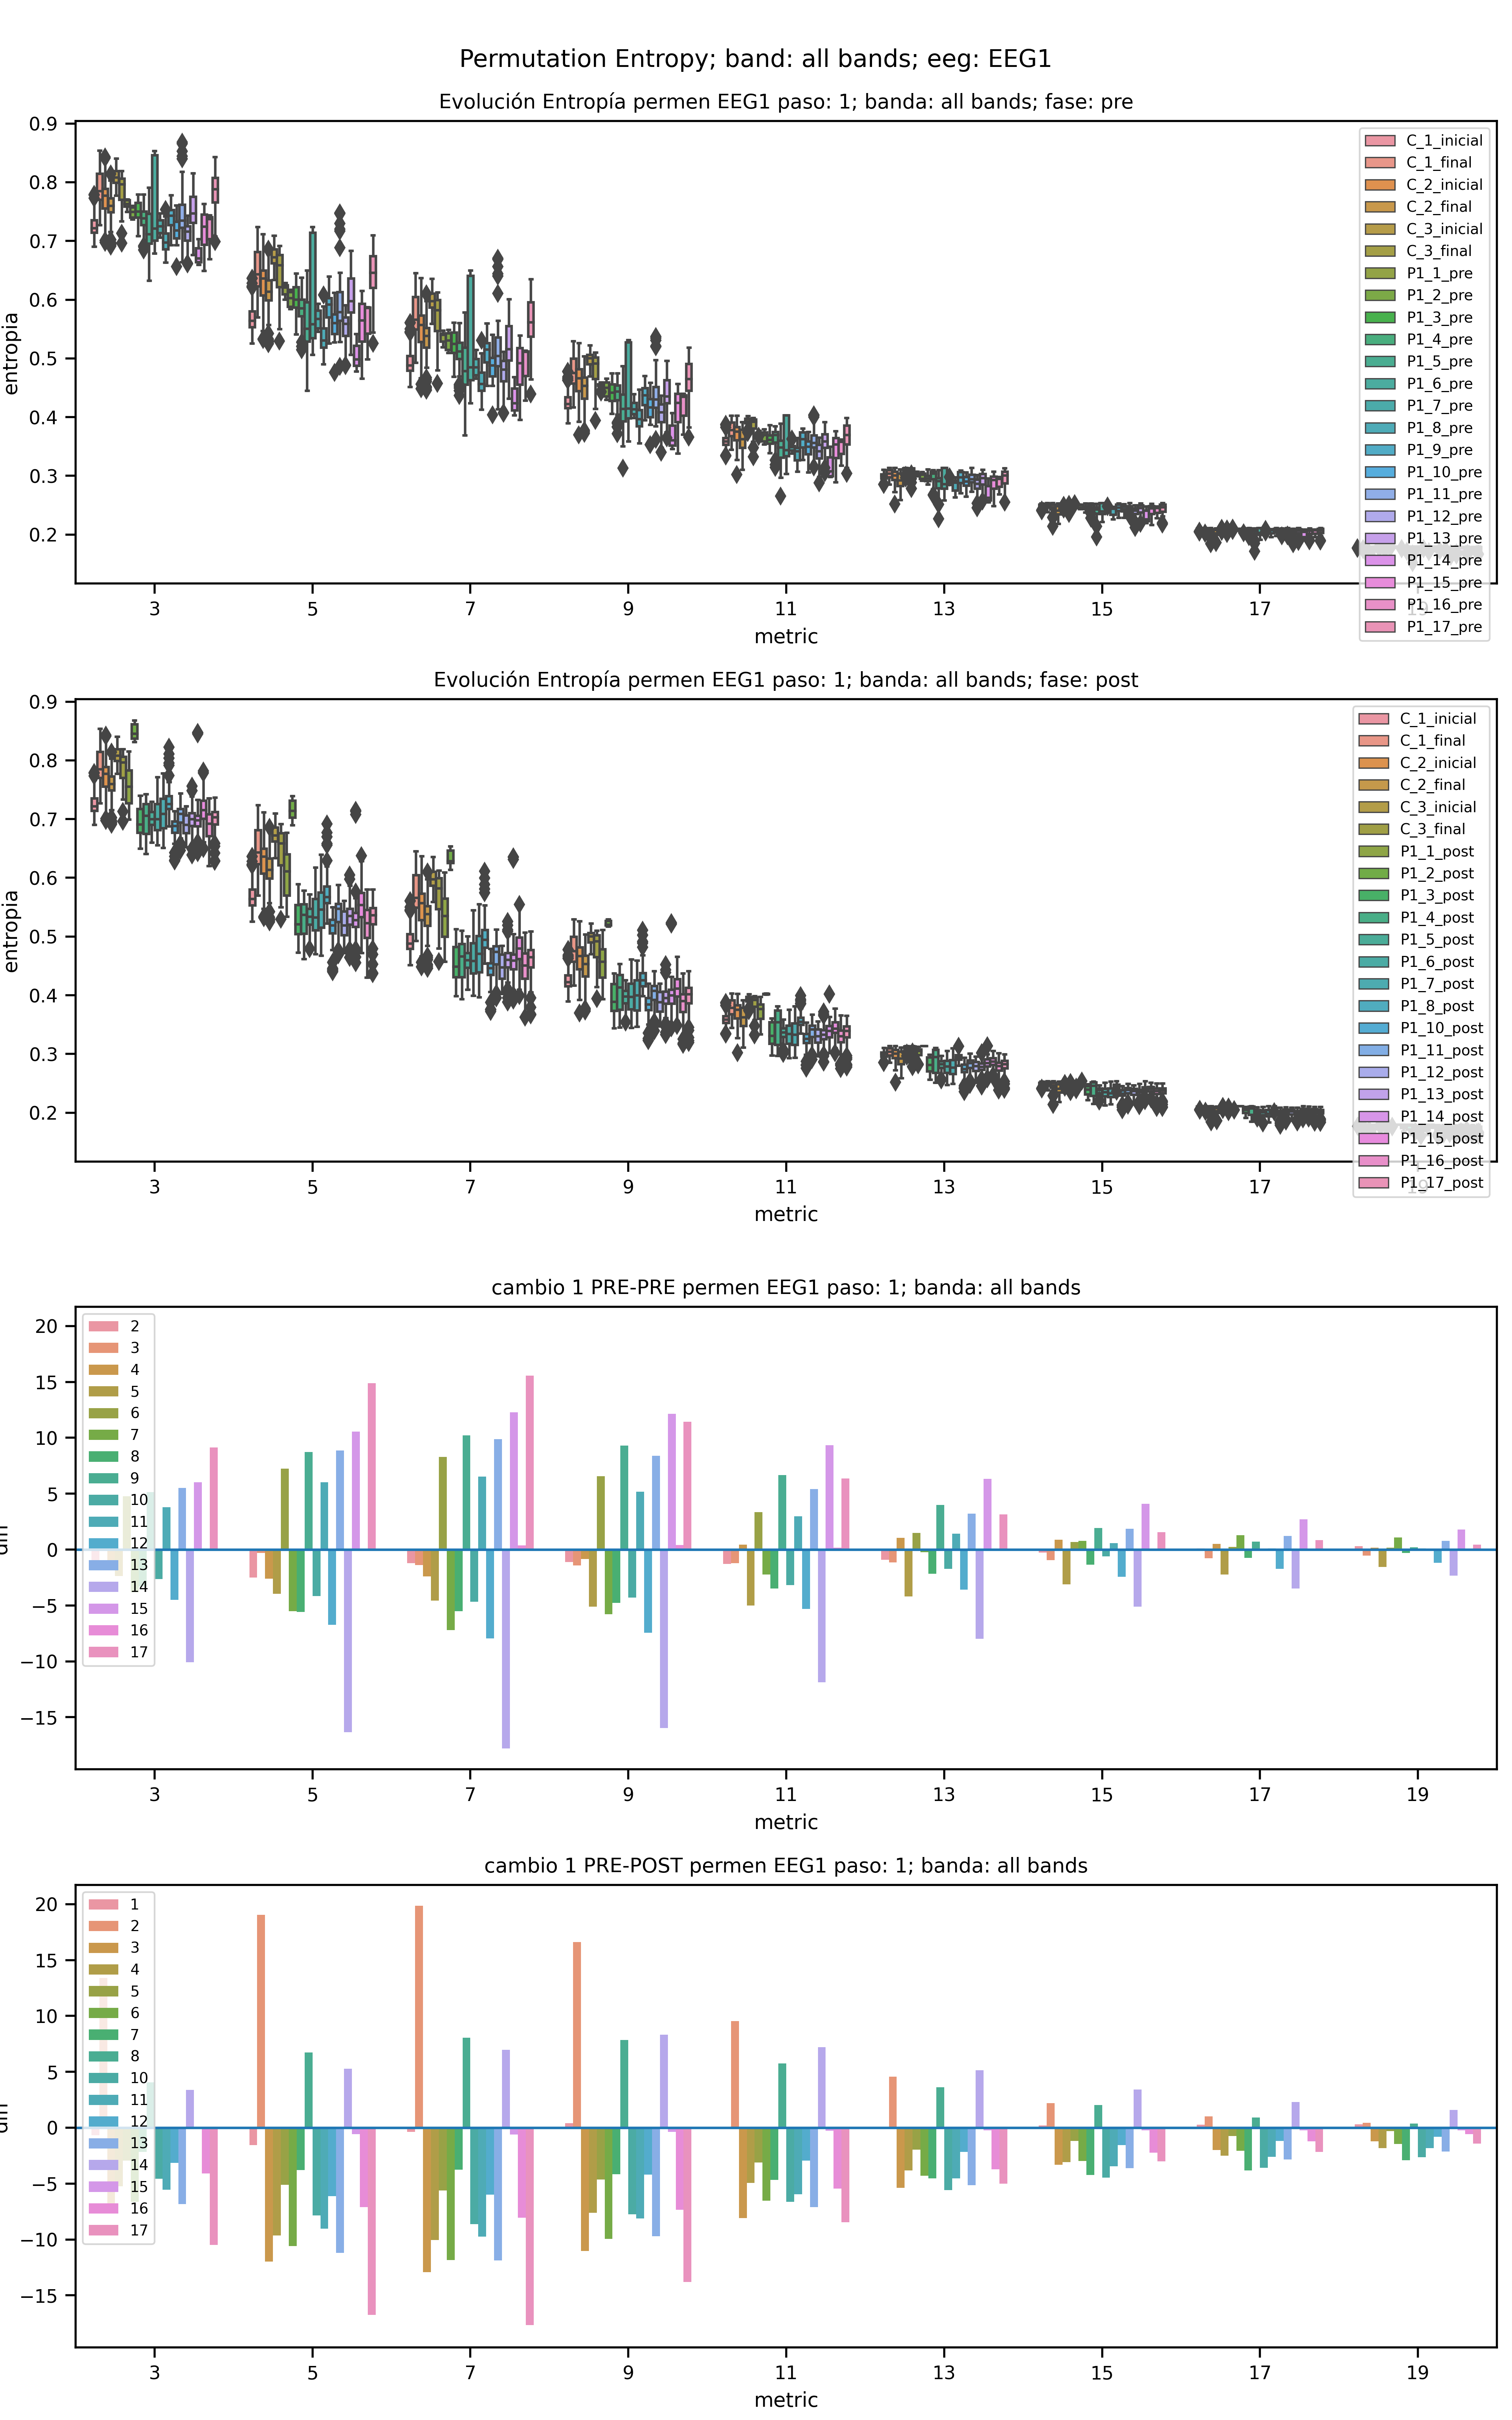 Permutation Entropy; band: all bands; eeg: EEG1
Evolución Entropía permen EEG1 paso: 1; banda: all bands; fase: pre
entropia
0.9
0.8
0.7
0.6
0.5
0.4
0.3
0.2
C_1_inicial
C_1_final
C_2_inicial
C_2_final
C_3_inicial
C_3_final
P1_1_pre
P1_2_pre
P1_3_pre
P1_4_pre
P1_5_pre
P1_6_pre
P1_7_pre
P1_8_pre
P1_9_pre
P1_10_pre
P1_11_pre
P1_12_pre
P1_13_pre
P1_14_pre
P1_15_pre
P1_16_pre
P1_17_pre
3 5 7 9 11 13 15 17 19
metric
Evolución Entropía permen EEG1 paso: 1; banda: all bands; fase: post
entropia
0.9
0.8
0.7
0.6
0.5
0.4
0.3
0.2
C_1_inicial
C_1_final
C_2_inicial
C_2_final
C_3_inicial
C_3_final
P1_1_post
P1_2_post
P1_3_post
P1_4_post
P1_5_post
P1_6_post
P1_7_post
P1_8_post
P1_10_post
P1_11_post
P1_12_post
P1_13_post
P1_14_post
P1_15_post
P1_16_post
P1_17_post
3 5 7 9 11 13 15 17 19
metric
cambio 1 PRE-PRE permen EEG1 paso: 1; banda: all bands
20
15
10
5
0
−5
−10
−15
2
3
4
5
6
7
8
9
10
11
12
13
14
15
16
17
3 5 7 9 11 13 15 17 19
metric
cambio 1 PRE-POST permen EEG1 paso: 1; banda: all bands
20
15
10
5
0
−5
−10
−15
1
2
3
4
5
6
7
8
10
11
12
13
14
15
16
17
3 5 7 9 11 13 15 17 19
metric